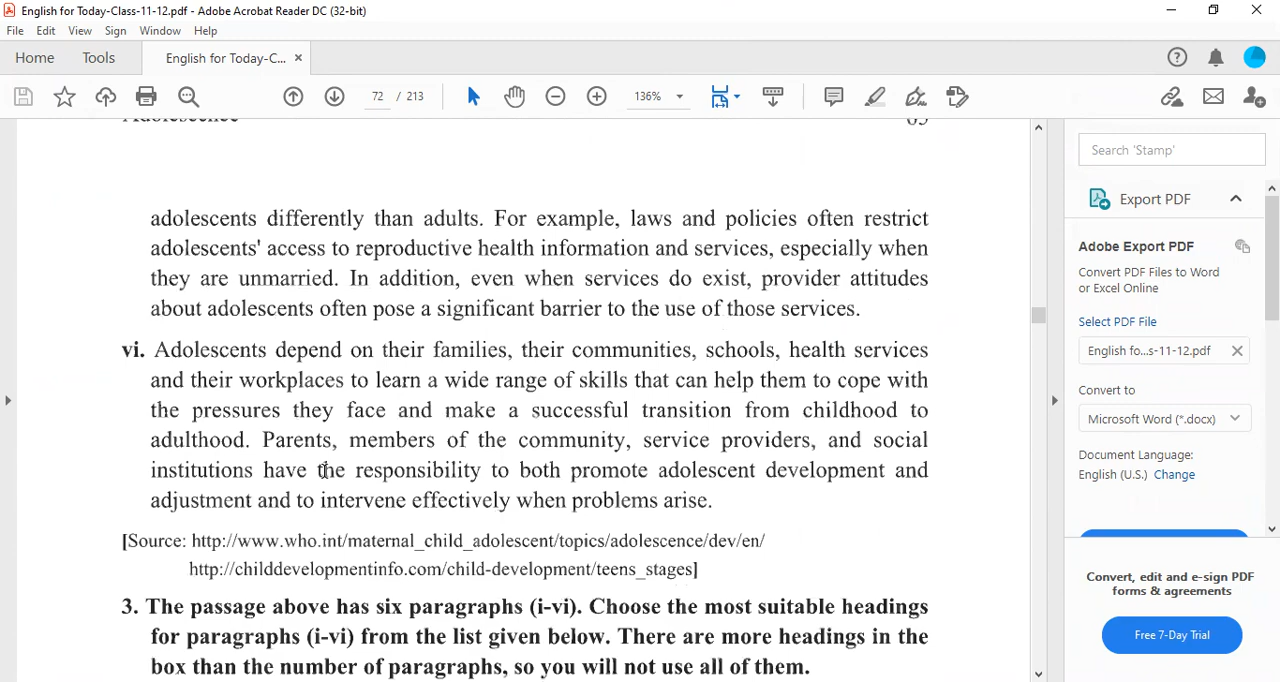 English for Today-Class-11-12.pdf - Adobe Acrobat Reader DC (32-bit)
File Edit View Sign Window Help
Home Tools English for Today-C... ×
72 / 213 136%
Adolescence 63
adolescents differently than adults. For example, laws and policies often restrict
adolescents' access to reproductive health information and services, especially when
they are unmarried. In addition, even when services do exist, provider attitudes
about adolescents often pose a significant barrier to the use of those services.
vi. Adolescents depend on their families, their communities, schools, health services
and their workplaces to learn a wide range of skills that can help them to cope with
the pressures they face and make a successful transition from childhood to
adulthood. Parents, members of the community, service providers, and social
institutions have the responsibility to both promote adolescent development and
adjustment and to intervene effectively when problems arise.
[Source: http://www.who.int/maternal_child_adolescent/topics/adolescence/dev/en/
http://childdevelopmentinfo.com/child-development/teens_stages]
3. The passage above has six paragraphs (i-vi). Choose the most suitable headings
for paragraphs (i-vi) from the list given below. There are more headings in the
box than the number of paragraphs, so you will not use all of them.
Search 'Stamp'
Export PDF
Adobe Export PDF
Convert PDF Files to Word
or Excel Online
Select PDF File
English fo...s-11-12.pdf
Convert to
Microsoft Word (*.docx)
Document Language:
English (U.S.) Change
Convert, edit and e-sign PDF
forms & agreements
Free 7-Day Trial